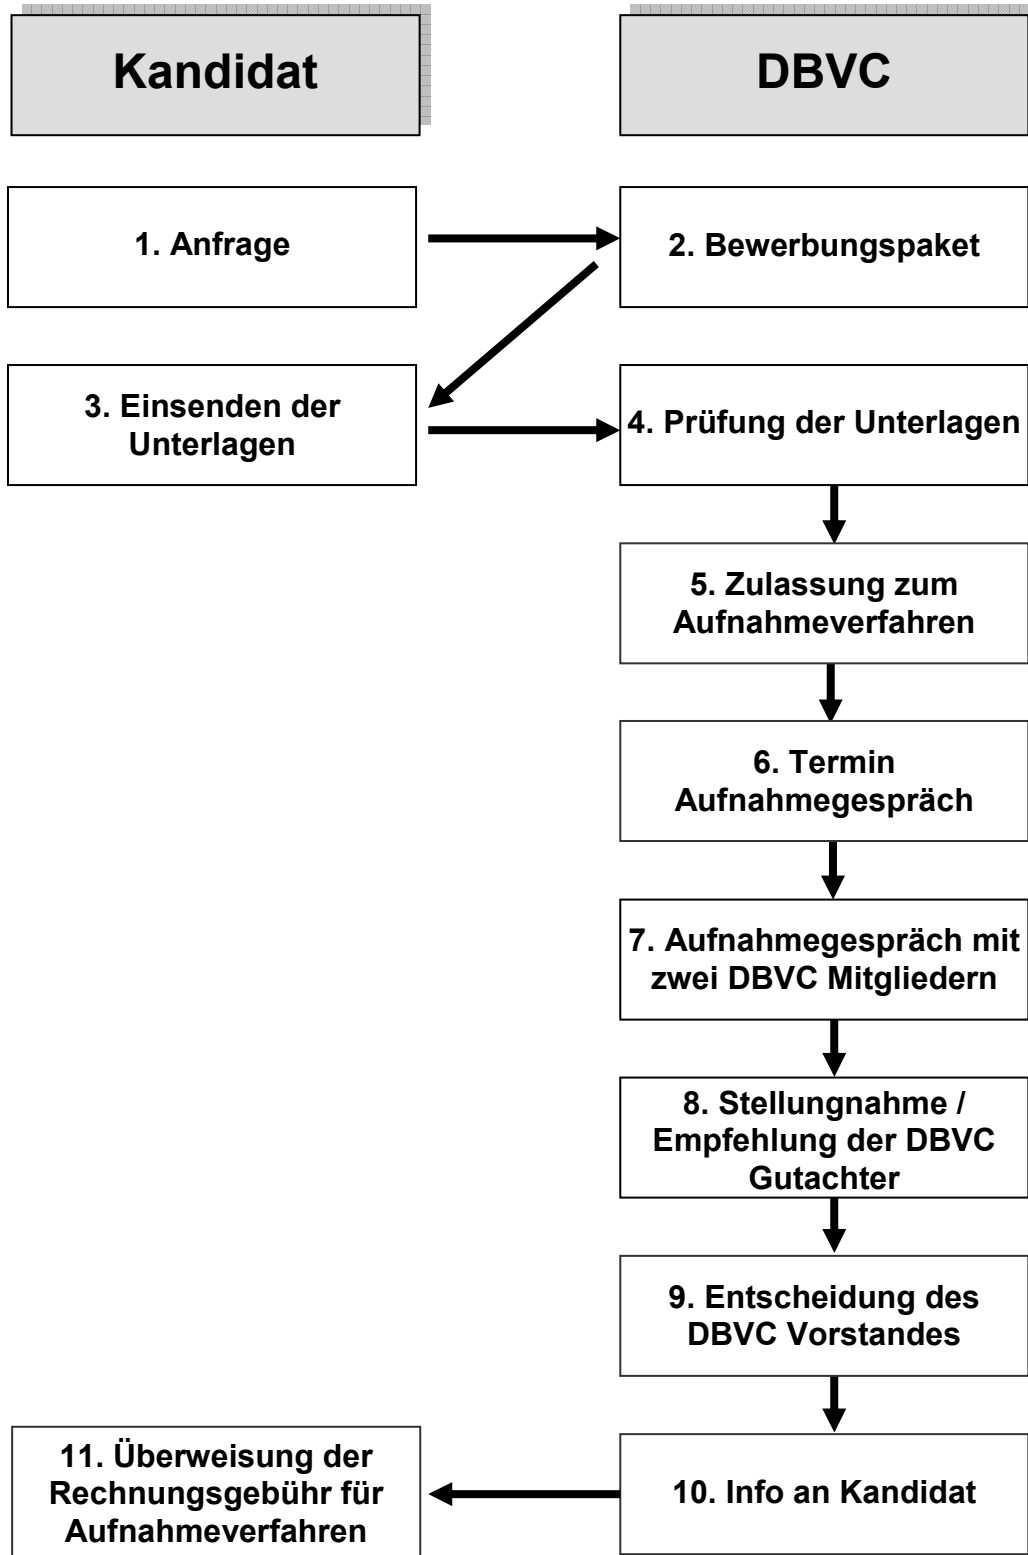 Kandidat
DBVC
1. Anfrage
2. Bewerbungspaket
3. Einsenden der
Unterlagen
4. Prüfung der Unterlagen
5. Zulassung zum
Aufnahmeverfahren
6. Termin
Aufnahmegespräch
7. Aufnahmegespräch mit
zwei DBVC Mitgliedern
8. Stellungnahme /
Empfehlung der DBVC
Gutachter
9. Entscheidung des
DBVC Vorstandes
10. Info an Kandidat
11. Überweisung der
Rechnungsgebühr für
Aufnahmeverfahren